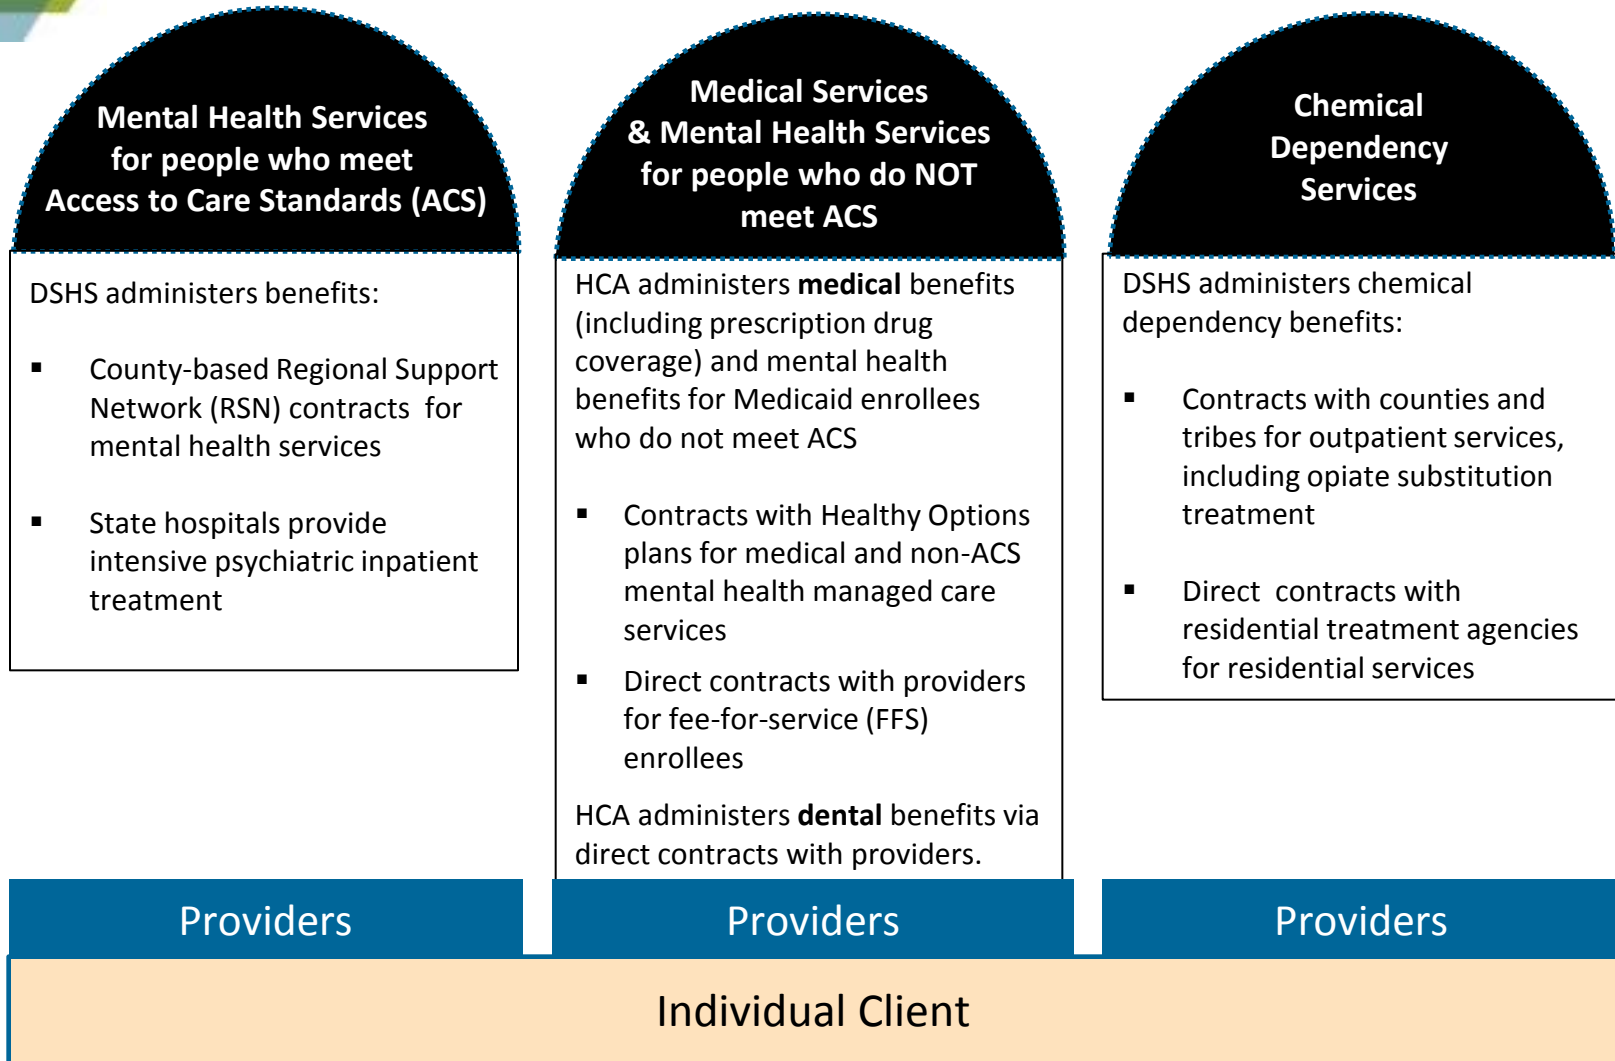 Mental Health Services
for people who meet
Access to Care Standards (ACS)
DSHS administers benefits:
▪ County-based Regional Support
Network (RSN) contracts for
mental health services
▪ State hospitals provide
intensive psychiatric inpatient
treatment
Medical Services
& Mental Health Services
for people who do NOT
meet ACS
HCA administers medical benefits
(including prescription drug
coverage) and mental health
benefits for Medicaid enrollees
who do not meet ACS
▪ Contracts with Healthy Options
plans for medical and non-ACS
mental health managed care
services
▪ Direct contracts with providers
for fee-for-service (FFS)
enrollees
HCA administers dental benefits via
direct contracts with providers.
Chemical
Dependency
Services
DSHS administers chemical
dependency benefits:
▪ Contracts with counties and
tribes for outpatient services,
including opiate substitution
treatment
▪ Direct contracts with
residential treatment agencies
for residential services
Providers
Providers
Providers
Individual Client